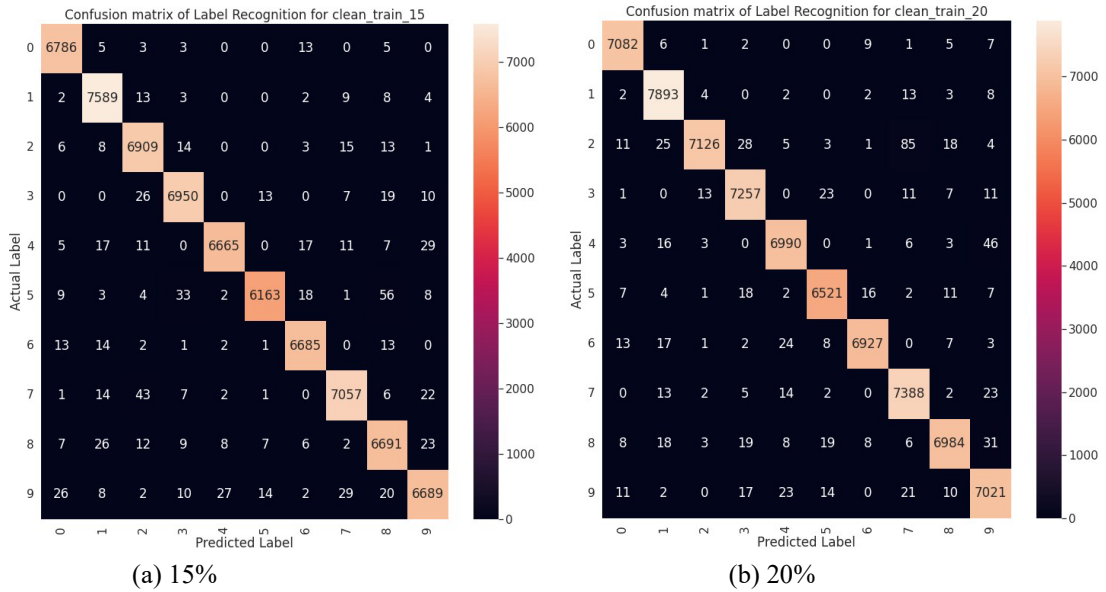 Confusion matrix of Label Recognition for clean_train_15
0 6786 5 3 3 0 0 13 0 5 0
1 2 7589 13 3 0 0 2 9 8 4
2 6 8 6909 14 0 0 3 15 13 1
3 0 0 26 6950 0 13 0 7 19 10
4 5 17 11 0 6665 0 17 11 7 29
5 9 3 4 33 2 6163 18 1 56 8
6 13 14 2 1 2 1 6685 0 13 0
7 1 14 43 7 2 1 0 7057 6 22
8 7 26 12 9 8 7 6 2 6691 23
9 26 8 2 10 27 14 2 29 20 6689
0 1 2 3 4 5 6 7 8 9
Actual Label
Predicted Label
7000
6000
5000
4000
3000
2000
1000
0
(a) 15%
Confusion matrix of Label Recognition for clean_train_20
0 7082 6 1 2 0 0 9 1 5 7
1 2 7893 4 0 2 0 2 13 3 8
2 11 25 7126 28 5 3 1 85 18 4
3 1 0 13 7257 0 23 0 11 7 11
4 3 16 3 0 6990 0 1 6 3 46
5 7 4 1 18 2 6521 16 2 11 7
6 13 17 1 2 24 8 6927 0 7 3
7 0 13 2 5 14 2 0 7388 2 23
8 8 18 3 19 8 19 8 6 6984 31
9 11 2 0 17 23 14 0 21 10 7021
0 1 2 3 4 5 6 7 8 9
Actual Label
Predicted Label
7000
6000
5000
4000
3000
2000
1000
0
(b) 20%